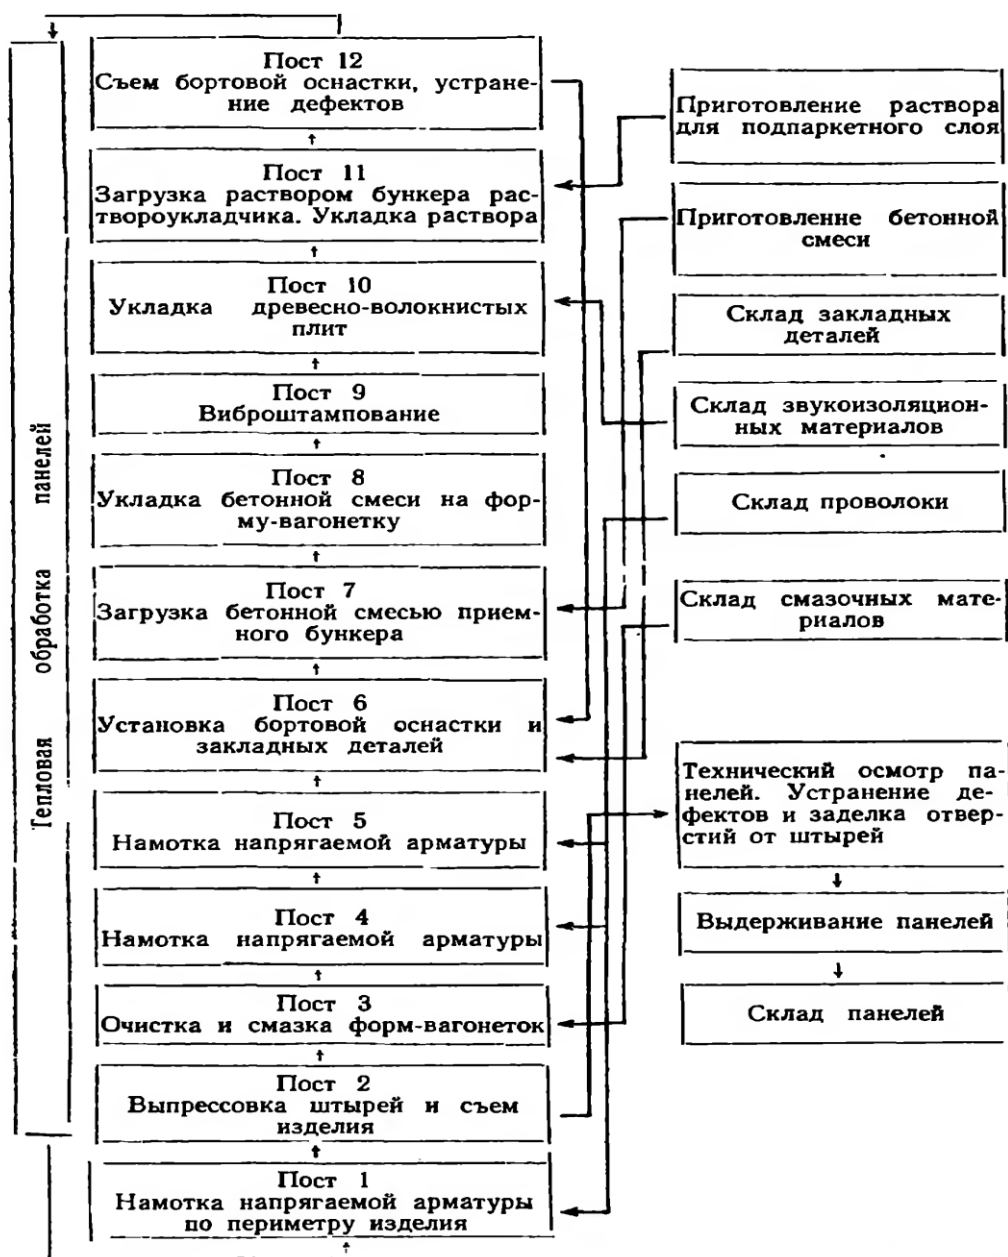 Тепловая обработка панелей
Пост 12
Съем бортовой оснастки, устране-
ние дефектов
Пост 11
Загрузка раствором бункера рас-
твороукладчика. Укладка раствора
Пост 10
Укладка древесно-волокнистых
плит
Пост 9
Виброштампование
Пост 8
Укладка бетонной смеси на фор-
му-вагонетку
Пост 7
Загрузка бетонной смесью прием-
ного бункера
Пост 6
Установка бортовой оснастки и
закладных деталей
Пост 5
Намотка напрягаемой арматуры
Пост 4
Намотка напрягаемой арматуры
Пост 3
Очистка и смазка форм-вагонеток
Пост 2
Выпрессовка штырей и съем
изделия
Пост 1
Намотка напрягаемой арматуры
по периметру изделия
Приготовление раствора
для подпаркетного слоя
Приготовление бетонной
смеси
Склад закладных
деталей
Склад звукоизоляцион-
ных материалов
Склад проволоки
Склад смазочных мате-
риалов
Технический осмотр па-
нелей. Устранение де-
фектов и заделка отвер-
стий от штырей
Выдерживание панелей
Склад панелей